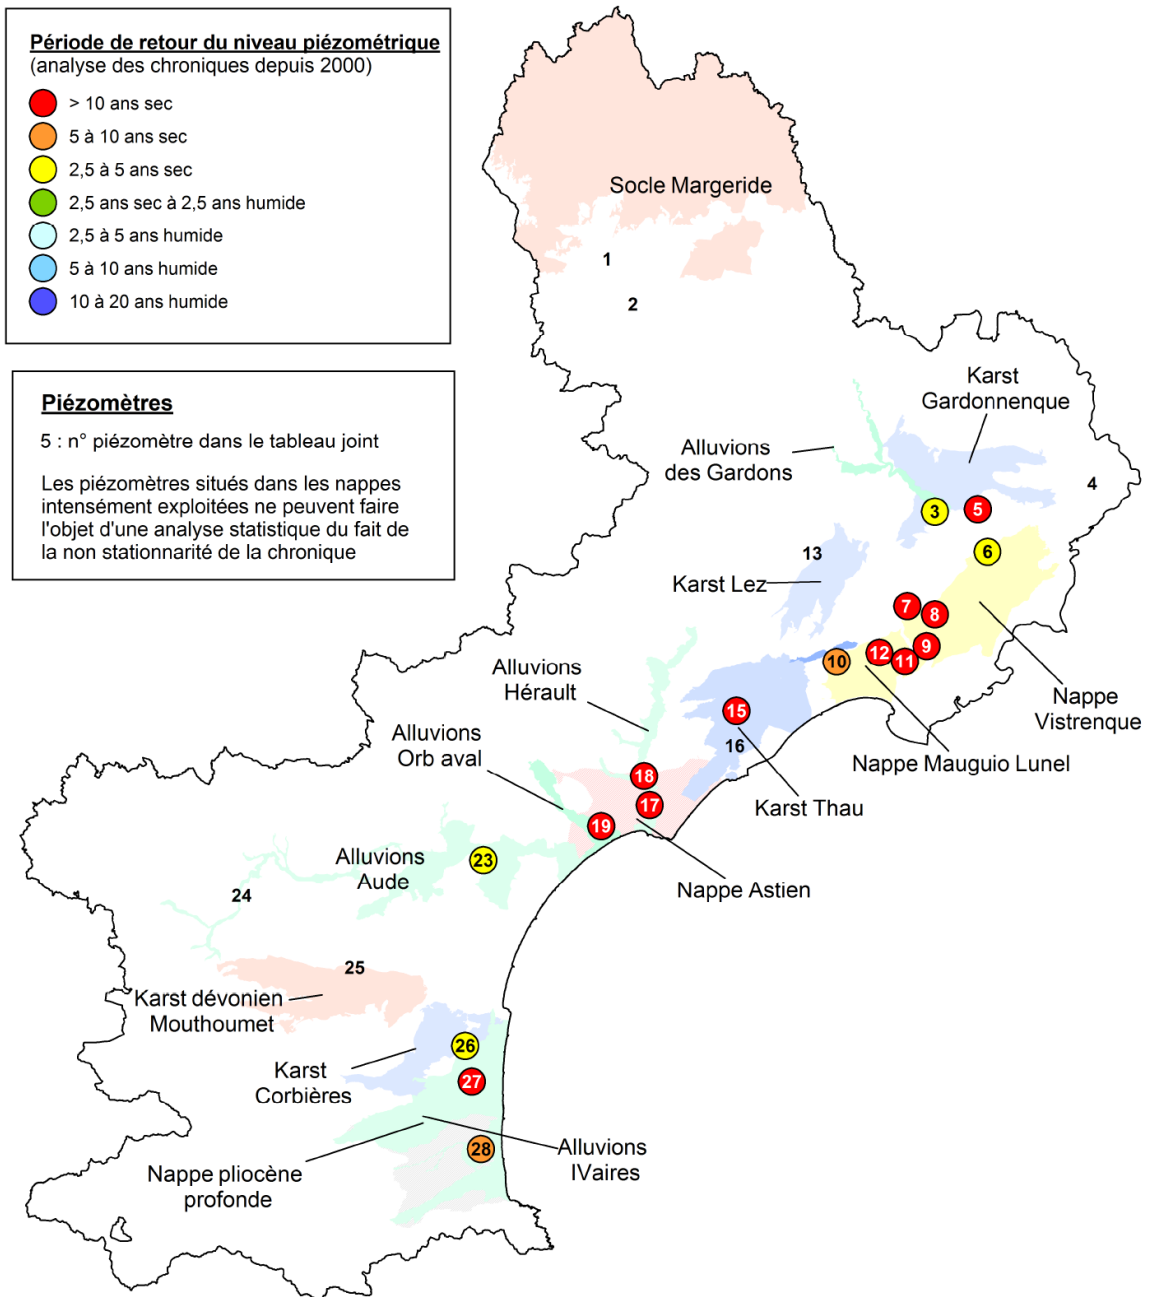 Période de retour du niveau piézométrique
(analyse des chroniques depuis 2000)
> 10 ans sec
5 à 10 ans sec
2,5 à 5 ans sec
2,5 ans sec à 2,5 ans humide
2,5 à 5 ans humide
5 à 10 ans humide
10 à 20 ans humide
Piézomètres
5 : n° piézomètre dans le tableau joint
Les piézomètres situés dans les nappes
intensément exploitées ne peuvent faire
l'objet d'une analyse statistique du fait de
la non stationnarité de la chronique
Socle Margeride
1
2
Karst
Gardonnenque
Alluvions
des Gardons
4
3
5
6
13
Karst Lez
7
8
9
10
12
11
Nappe
Vistrenque
Alluvions
Hérault
15
16
Nappe Mauguio Lunel
Alluvions
Orb aval
18
17
19
Karst Thau
Alluvions
Aude
23
Nappe Astien
24
25
Karst dévonien
Mouthoumet
26
Karst
Corbières
27
28
Alluvions
IVaires
Nappe pliocène
profonde